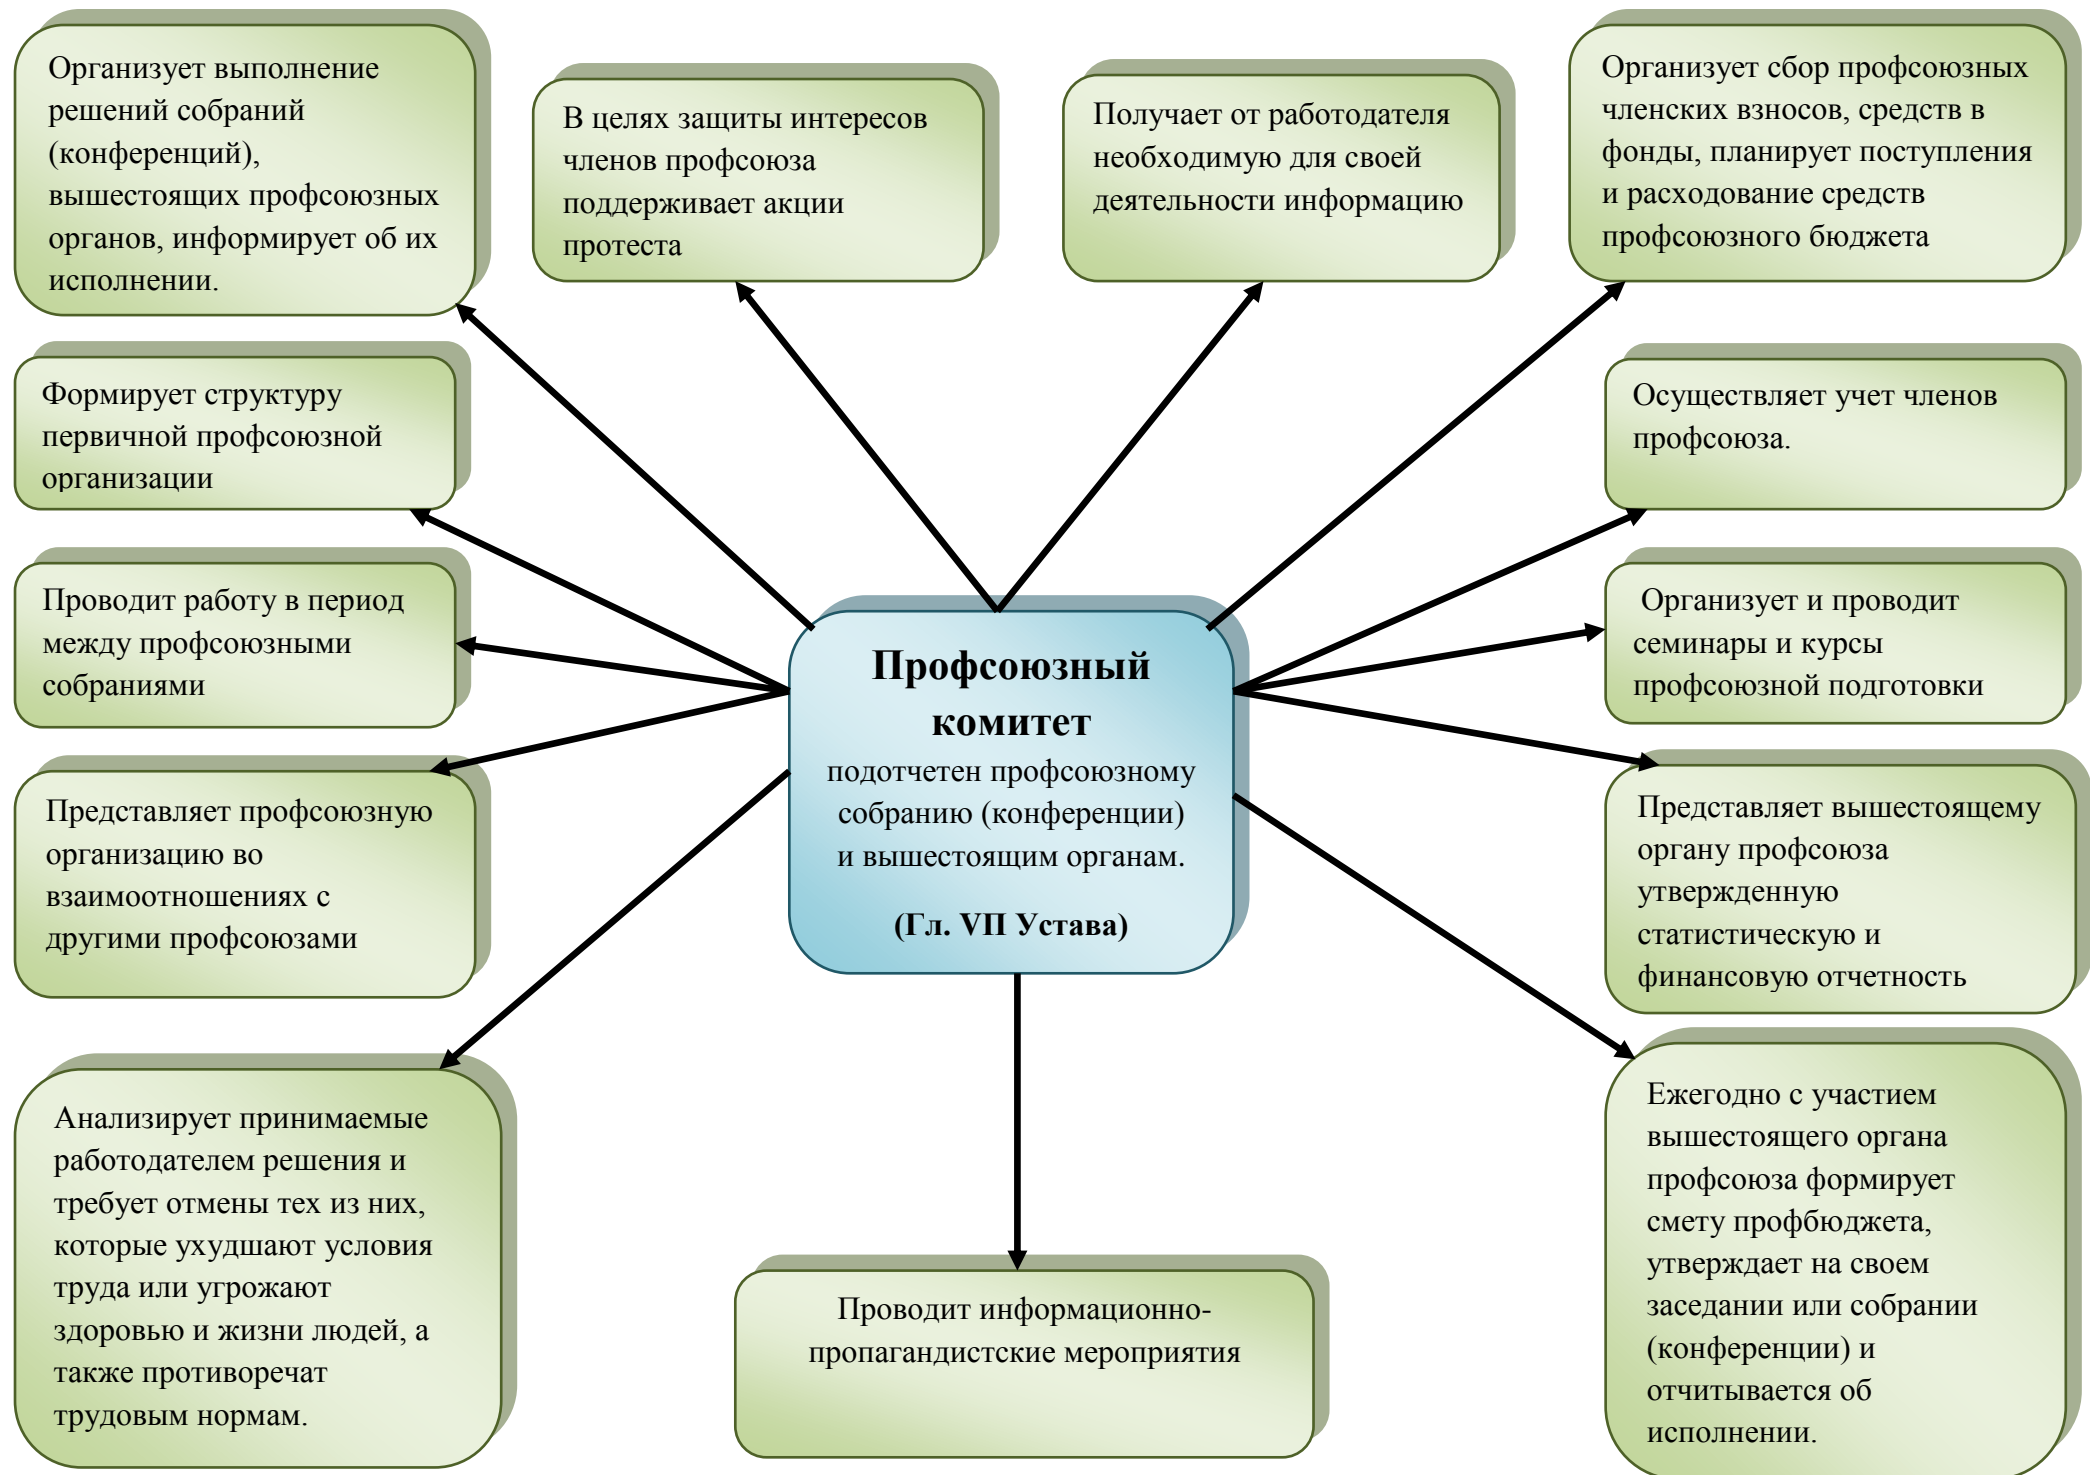 Организует выполнение
решений собраний
(конференций),
вышестоящих профсоюзных
органов, информирует об их
исполнении.
В целях защиты интересов
членов профсоюза
поддерживает акции
протеста
Получает от работодателя
необходимую для своей
деятельности информацию
Организует сбор профсоюзных
членских взносов, средств в
фонды, планирует поступления
и расходование средств
профсоюзного бюджета
Формирует структуру
первичной профсоюзной
организации
Осуществляет учет членов
профсоюза.
Проводит работу в период
между профсоюзными
собраниями
Профсоюзный
комитет
подотчетен профсоюзному
собранию (конференции)
и вышестоящим органам.
(Гл. VII Устава)
Организует и проводит
семинары и курсы
профсоюзной подготовки
Представляет профсоюзную
организацию во
взаимоотношениях с
другими профсоюзами
Представляет вышестоящему
органу профсоюза
утвержденную
статистическую и
финансовую отчетность
Анализирует принимаемые
работодателем решения и
требует отмены тех из них,
которые ухудшают условия
труда или угрожают
здоровью и жизни людей, а
также противоречат
трудовым нормам.
Проводит информационно-
пропагандистские мероприятия
Ежегодно с участием
вышестоящего органа
профсоюза формирует
смету профбюджета,
утверждает на своем
заседании или собрании
(конференции) и
отчитывается об
исполнении.